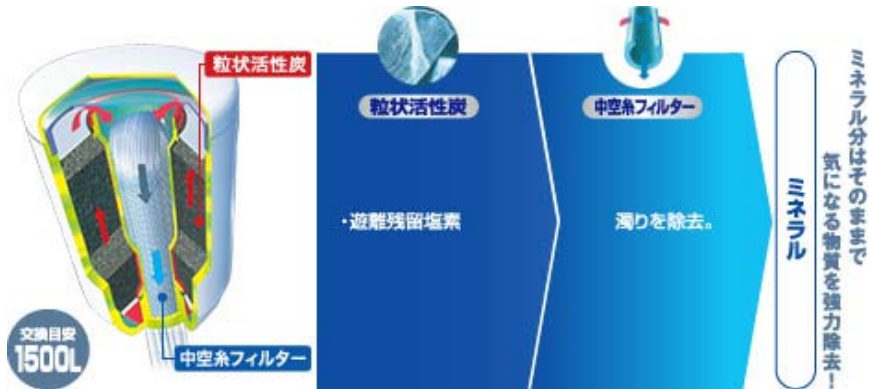 粒状活性炭
中空糸フィルター
交換目安
1500L
粒状活性炭
・遊離残留塩素
中空糸フィルター
濁りを除去。
ミネラル
ミネラル分はそのままで
気になる物質を強力除去！